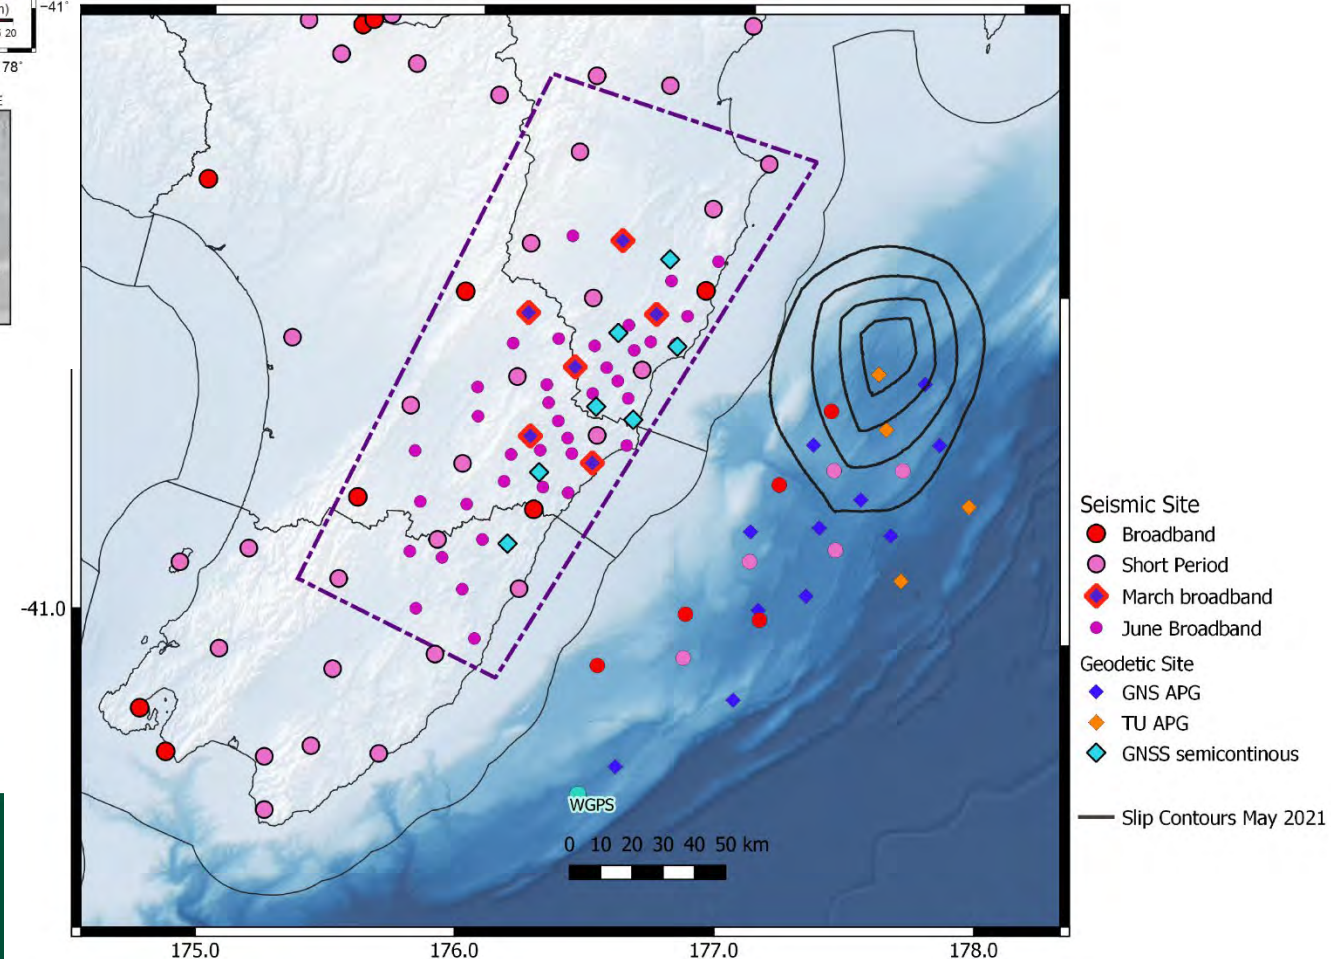 n)
-41°
20
78°
E
-41.0
Seismic Site
Broadband
Short Period
March broadband
June Broadband
Geodetic Site
GNS APG
TU APG
GNSS semicontinous
Slip Contours May 2021
WGPS
0 10 20 30 40 50 km
175.0 176.0 177.0 178.0